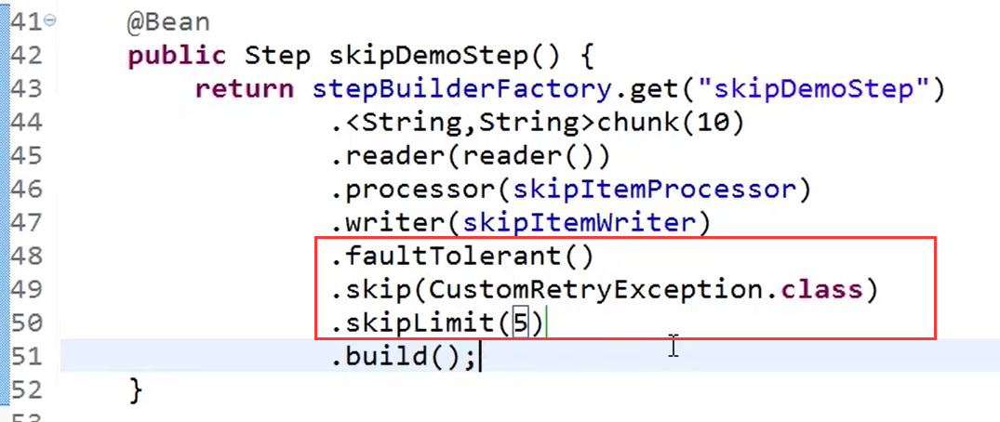 41 @Bean
42 public Step skipDemoStep() {
43 return stepBuilderFactory.get("skipDemoStep")
44 .<String,String>chunk(10)
45 .reader(reader())
46 .processor(skipItemProcessor)
47 .writer(skipItemWriter)
48 .faultTolerant()
49 .skip(CustomRetryException.class)
50 .skipLimit(5)
51 .build();
52 }
53